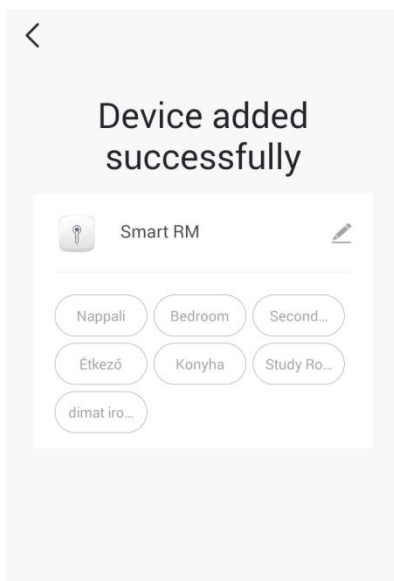 Device added
successfully
Smart RM
Nappali Bedroom Second...
Étkező Konyha Study Ro...
dimat iro...